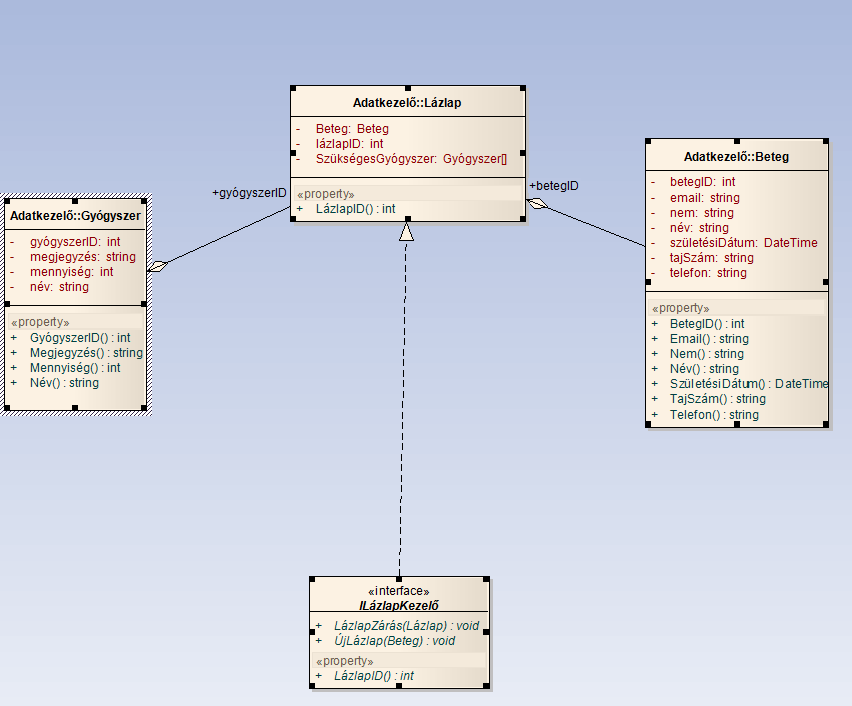 Adatkezelő::Lázlap
- Beteg: Beteg
- lázlapID: int
- SzükségesGyógyszer: Gyógyszer[]
«property»
+ LázlapID() : int
+gyógyszerID
+betegID
Adatkezelő::Gyógyszer
- gyógyszerID: int
- megjegyzés: string
- mennyiség: int
- név: string
«property»
+ GyógyszerID() : int
+ Megjegyzés() : string
+ Mennyiség() : int
+ Név() : string
Adatkezelő::Beteg
- betegID: int
- email: string
- nem: string
- név: string
- születésiDátum: DateTime
- tajSzám: string
- telefon: string
«property»
+ BetegID() : int
+ Email() : string
+ Nem() : string
+ Név() : string
+ SzületésiDátum() : DateTime
+ TajSzám() : string
+ Telefon() : string
«interface»
ILázlapKezelő
+ LázlapZárás(Lázlap) : void
+ ÚjLázlap(Beteg) : void
«property»
+ LázlapID() : int